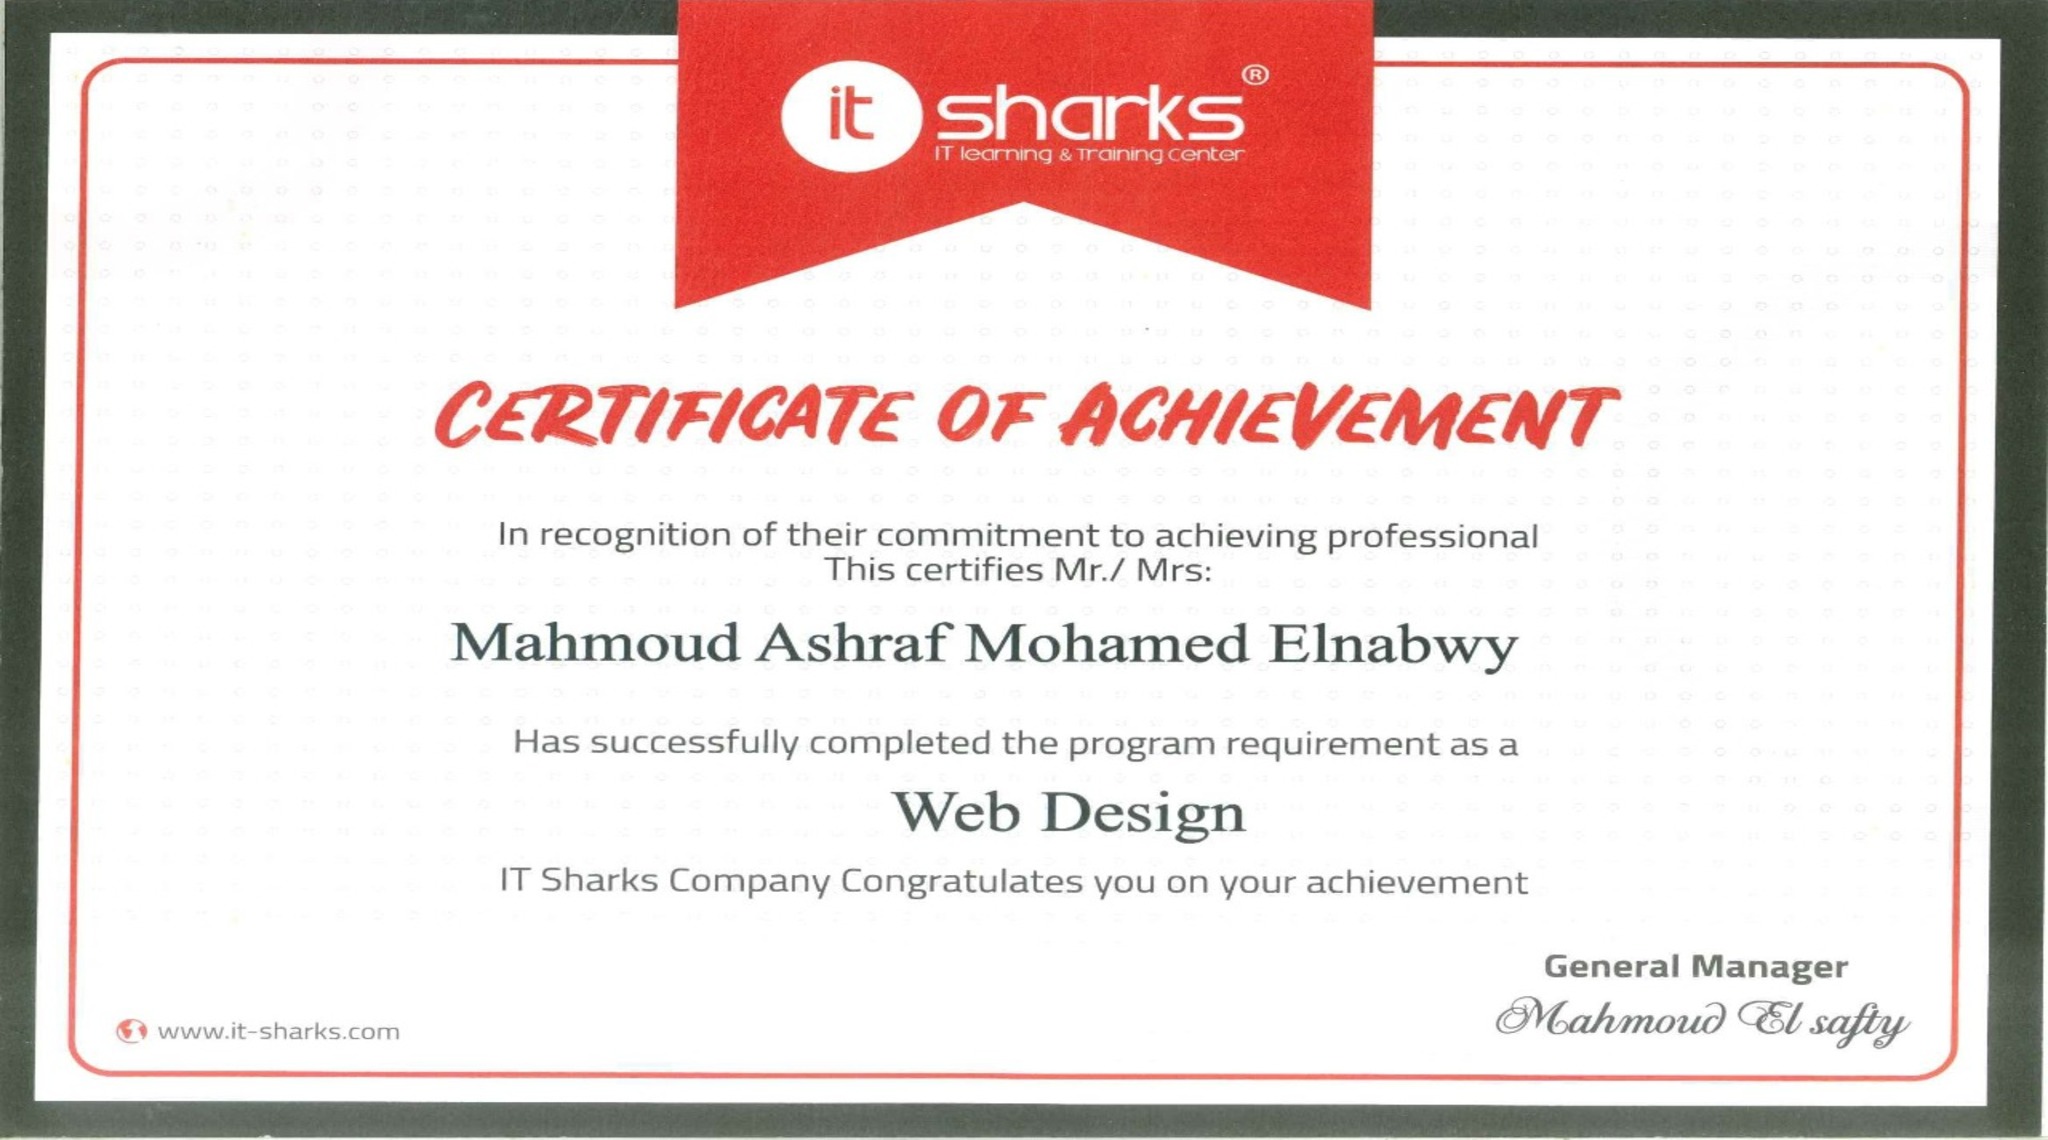 it sharks®
IT learning & Training Center
CERTIFICATE OF ACHIEVEMENT
In recognition of their commitment to achieving professional
This certifies Mr./ Mrs:
Mahmoud Ashraf Mohamed Elnabwy
Has successfully completed the program requirement as a
Web Design
IT Sharks Company Congratulates you on your achievement
General Manager
Mahmoud El safty
www.it-sharks.com